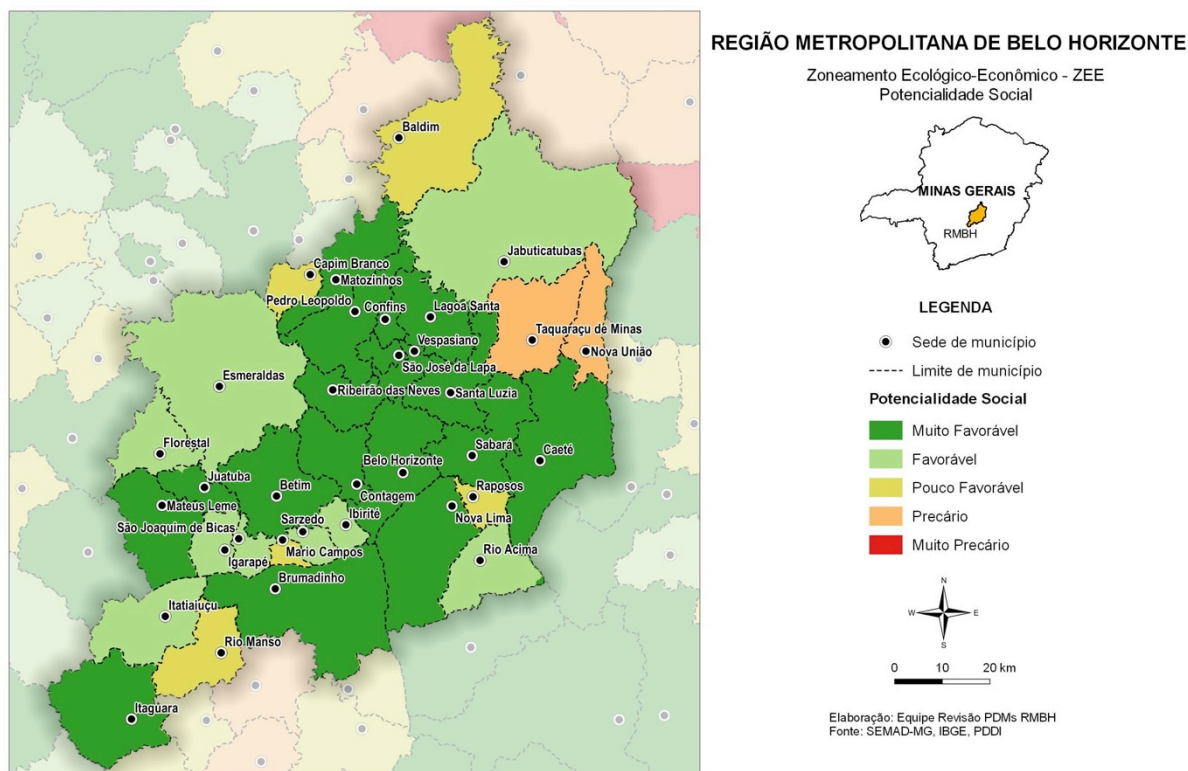 REGIÃO METROPOLITANA DE BELO HORIZONTE
Zoneamento Ecológico-Econômico - ZEE
Potencialidade Social
MINAS GERAIS
RMBH
LEGENDA
Sede de município
Limite de município
Potencialidade Social
Muito Favorável
Favorável
Pouco Favorável
Precário
Muito Precário
N
W
E
S
0 10 20 km
Elaboração: Equipe Revisão PDMs RMBH
Fonte: SEMAD-MG, IBGE, PDDI
Baldim
Jabuticatubas
Capim Branco
Matozinhos
Pedro Leopoldo
Confins
Lagoa Santa
Taquaraçu de Minas
Nova União
Vespasiano
São José da Lapa
Esmeraldas
Ribeirão das Neves
Santa Luzia
Florestal
Sabará
Caeté
Belo Horizonte
Juatuba
Betim
Contagem
Raposos
Mateus Leme
Nova Lima
Ibirité
São Joaquim de Bicas
Sarzedo
Mario Campos
Igarapé
Rio Acima
Brumadinho
Itatiaiuçu
Rio Manso
Itaguara